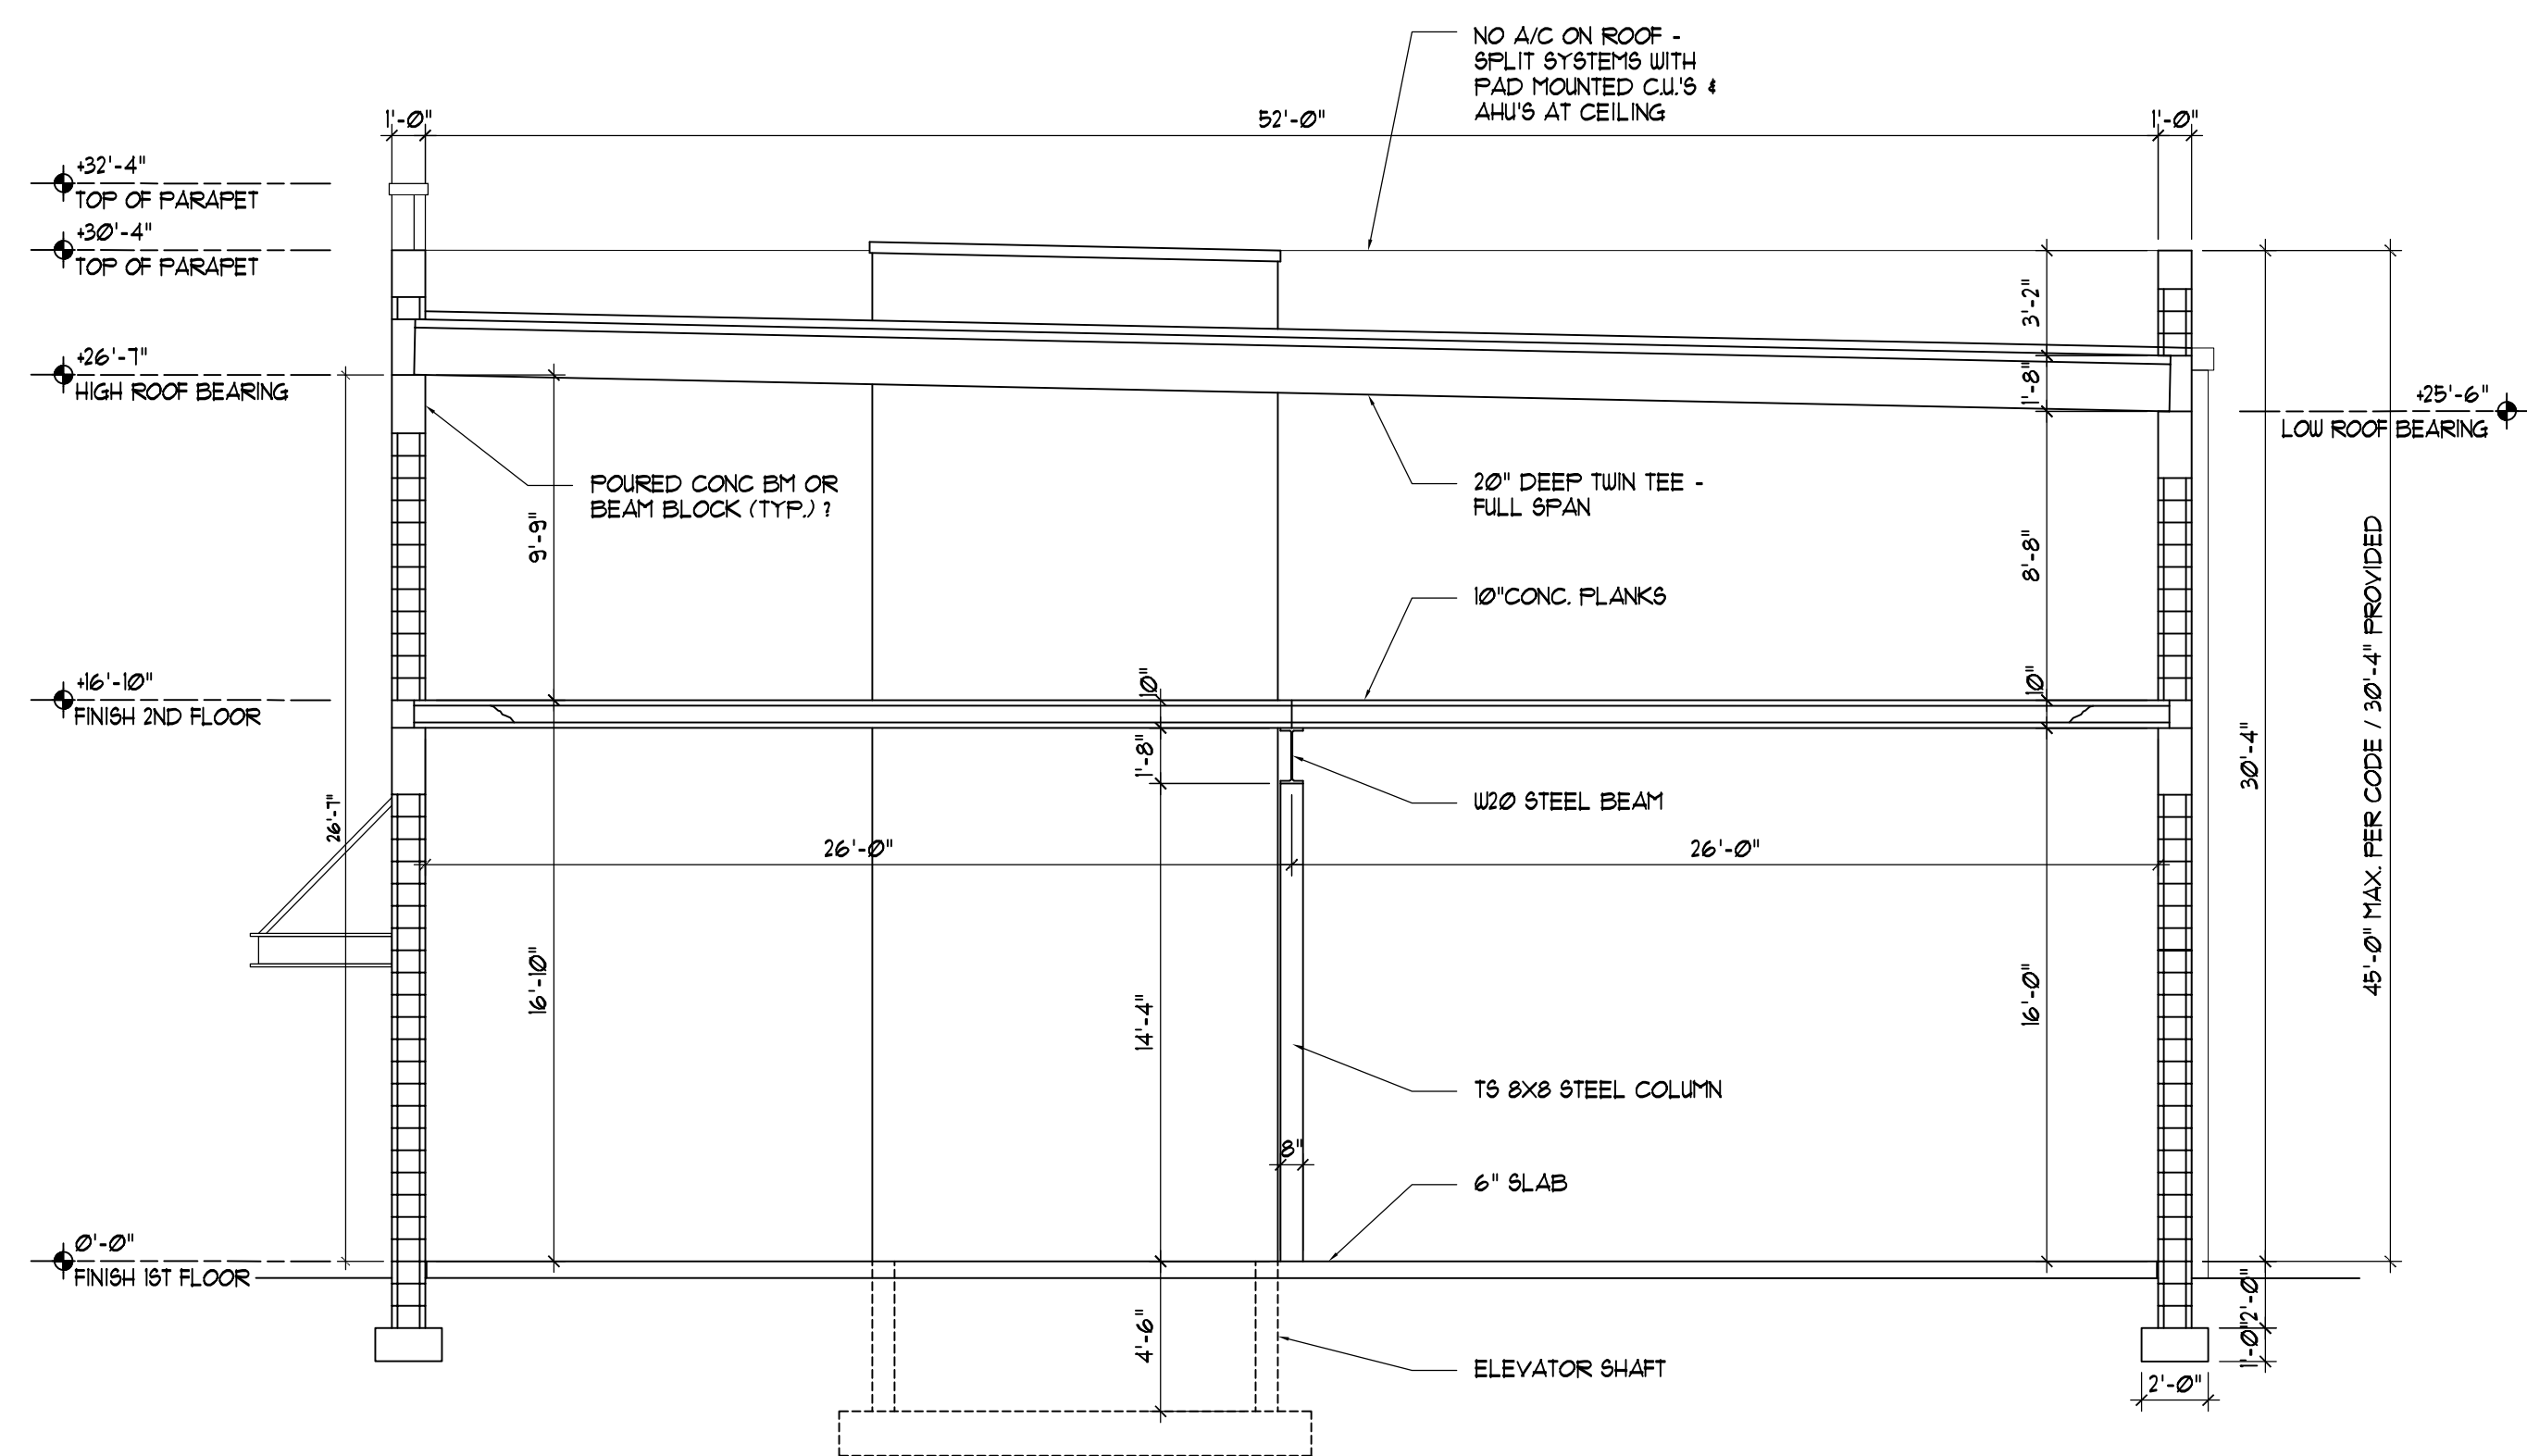 NO A/C ON ROOF -
SPLIT SYSTEMS WITH
PAD MOUNTED C.U.'S &
AHU'S AT CEILING
1'-0"
52'-0"
1'-0"
+32'-4"
TOP OF PARAPET
+30'-4"
TOP OF PARAPET
+26'-7"
HIGH ROOF BEARING
3'-2"
1'-8"
+25'-6"
LOW ROOF BEARING
POURED CONC BM OR
BEAM BLOCK (TYP.) ?
20" DEEP TWIN TEE -
FULL SPAN
9'-9"
8'-8"
10"CONC. PLANKS
+16'-10"
FINISH 2ND FLOOR
10"
10"
1'-8"
W20 STEEL BEAM
26'-7"
26'-0"
26'-0"
30'-4"
45'-0" MAX. PER CODE / 30'-4" PROVIDED
16'-10"
14'-4"
16'-0"
TS 8X8 STEEL COLUMN
8"
6" SLAB
0'-0"
FINISH 1ST FLOOR
2'-0"
1'-0"
4'-6"
ELEVATOR SHAFT
2'-0"